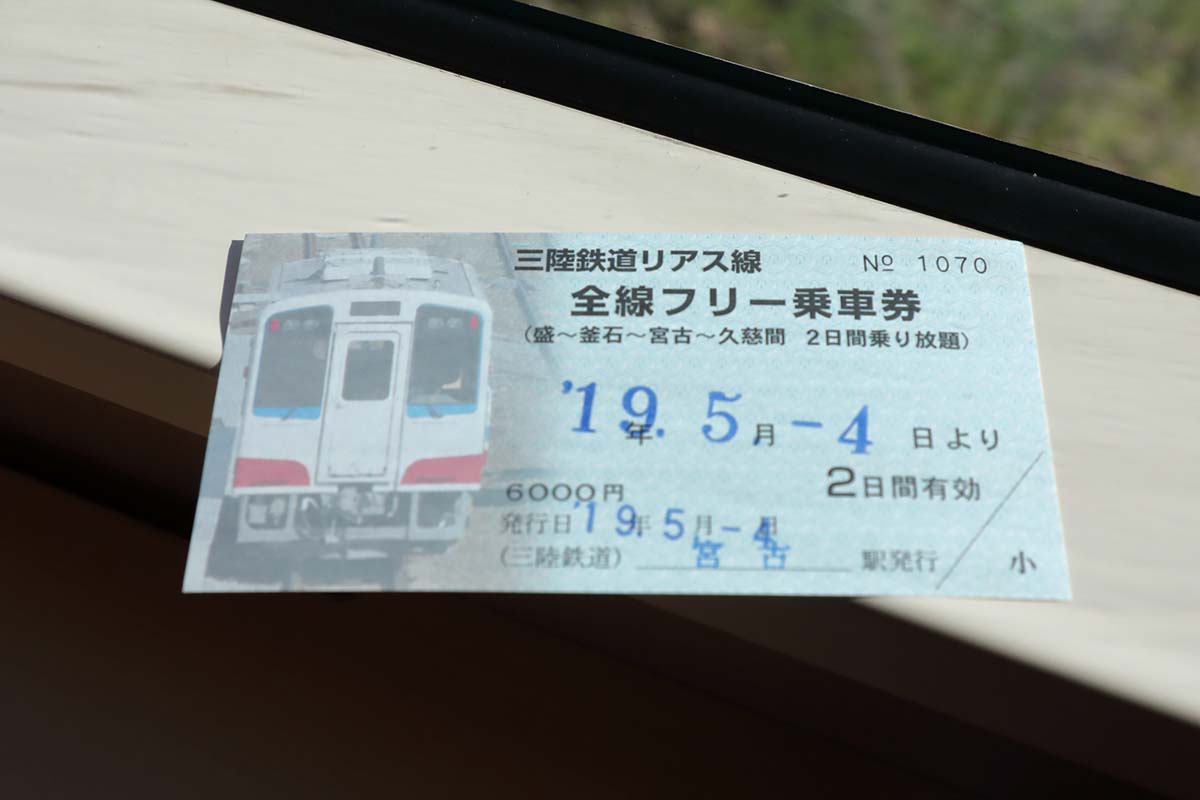 三陸鉄道リアス線 № 1070
全線フリー乗車券
(盛~釜石~宮古~久慈間 2日間乗り放題)
'19年.5月-4日より
2日間有効
6000円
発行日'19年.5月-4日
(三陸鉄道) 宮古駅発行
小